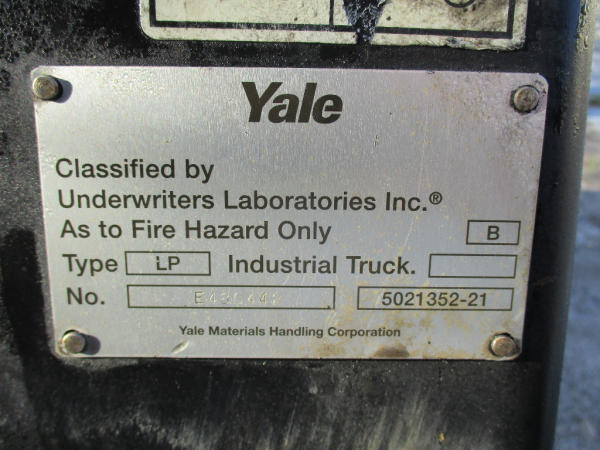 Yale
Classified by
Underwriters Laboratories Inc.®
As to Fire Hazard Only B
Type LP Industrial Truck.
No. 5021352-21
Yale Materials Handling Corporation